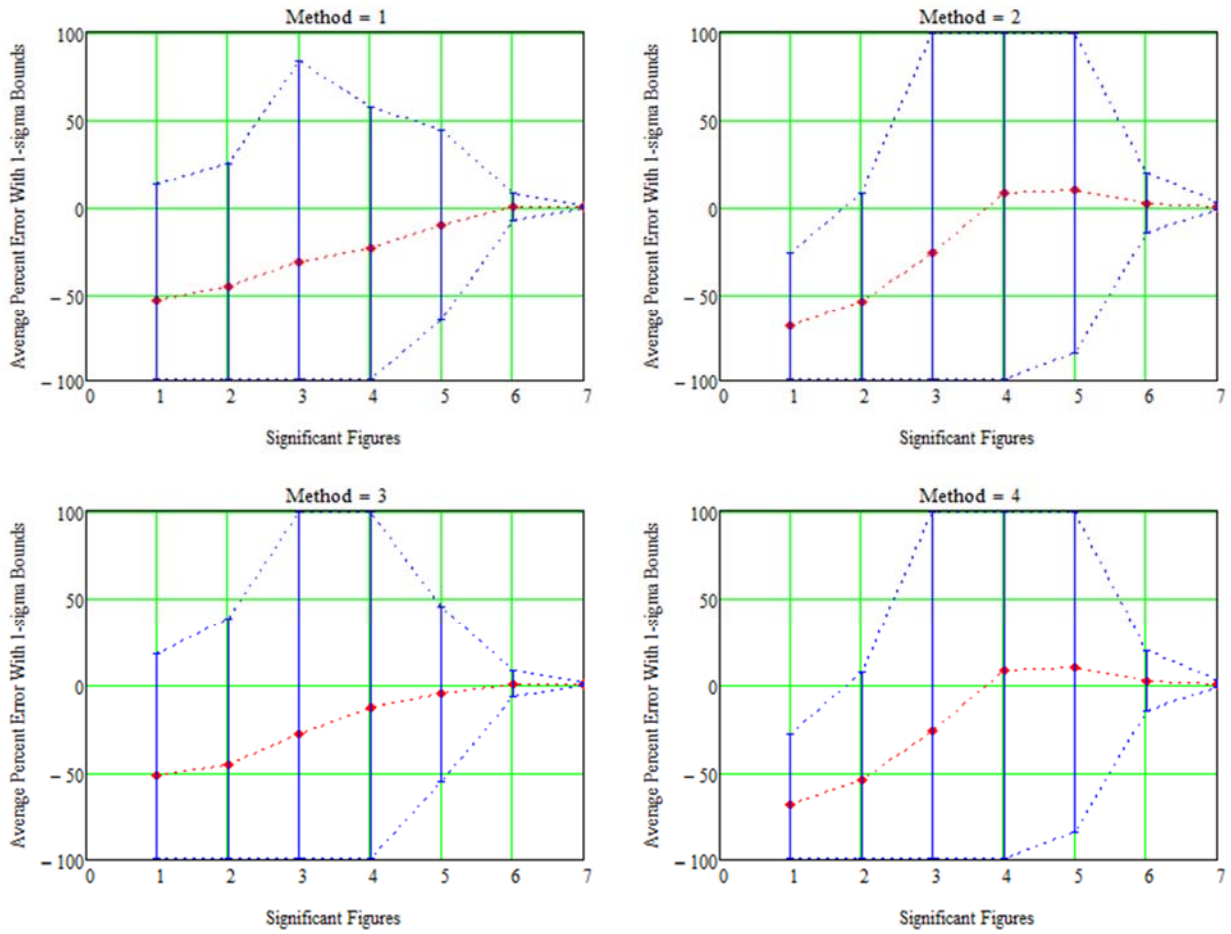 Method = 1
Average Percent Error With 1-sigma Bounds
100
50
0
− 50
− 100
0 1 2 3 4 5 6 7
Significant Figures
Method = 2
Average Percent Error With 1-sigma Bounds
100
50
0
− 50
− 100
0 1 2 3 4 5 6 7
Significant Figures
Method = 3
Average Percent Error With 1-sigma Bounds
100
50
0
− 50
− 100
0 1 2 3 4 5 6 7
Significant Figures
Method = 4
Average Percent Error With 1-sigma Bounds
100
50
0
− 50
− 100
0 1 2 3 4 5 6 7
Significant Figures